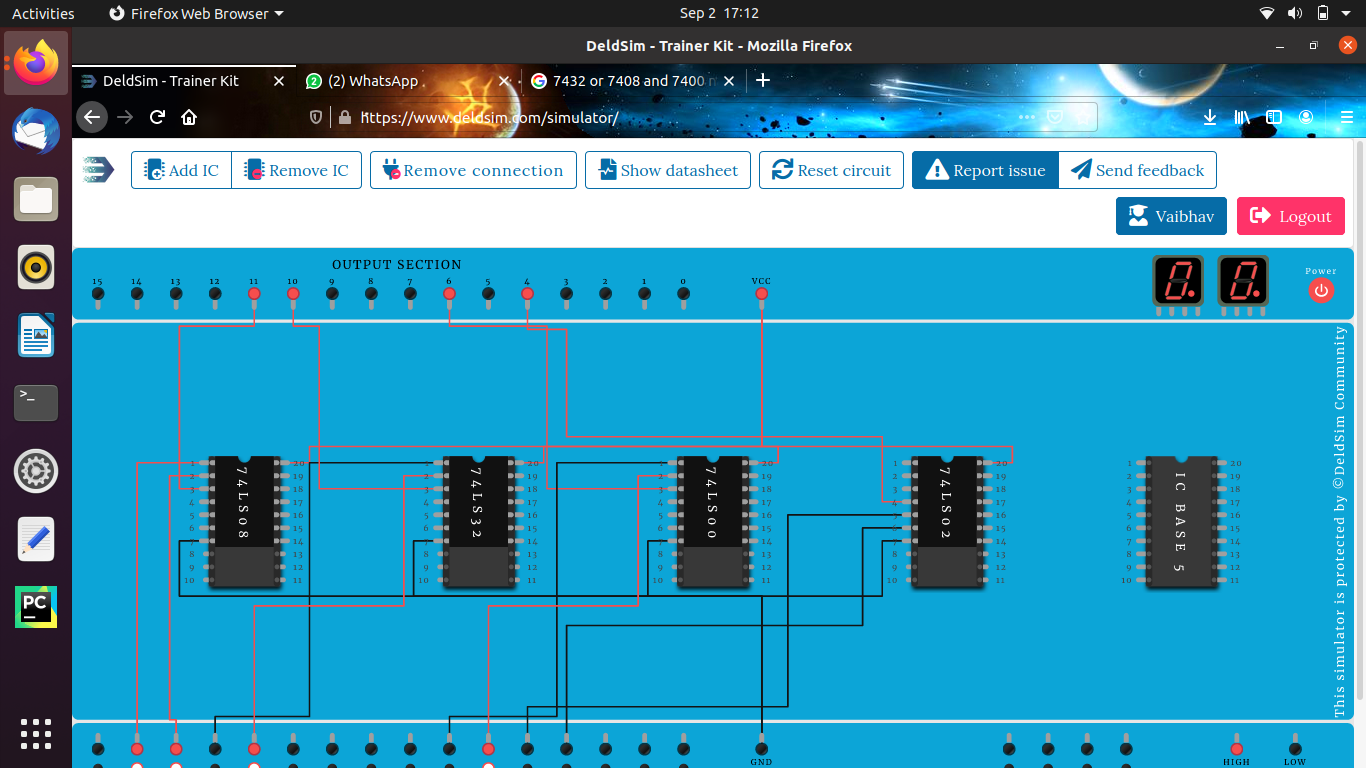 Activities
Firefox Web Browser
Sep 2 17:12
DeldSim - Trainer Kit - Mozilla Firefox
DeldSim - Trainer Kit
(2) WhatsApp
7432 or 7408 and 7400
https://www.deldsim.com/simulator/
Add IC
Remove IC
Remove connection
Show datasheet
Reset circuit
Report issue
Send feedback
Vaibhav
Logout
OUTPUT SECTION
15 14 13 12 11 10 9 8 7 6 5 4 3 2 1 0 VCC
Power
This simulator is protected by ©DeldSim Community
74LS08
74LS32
74LS00
74LS02
IC BASE 5
1 20
2 19
3 18
4 17
5 16
6 15
7 14
8 13
9 12
10 11
GND
HIGH
LOW
PC